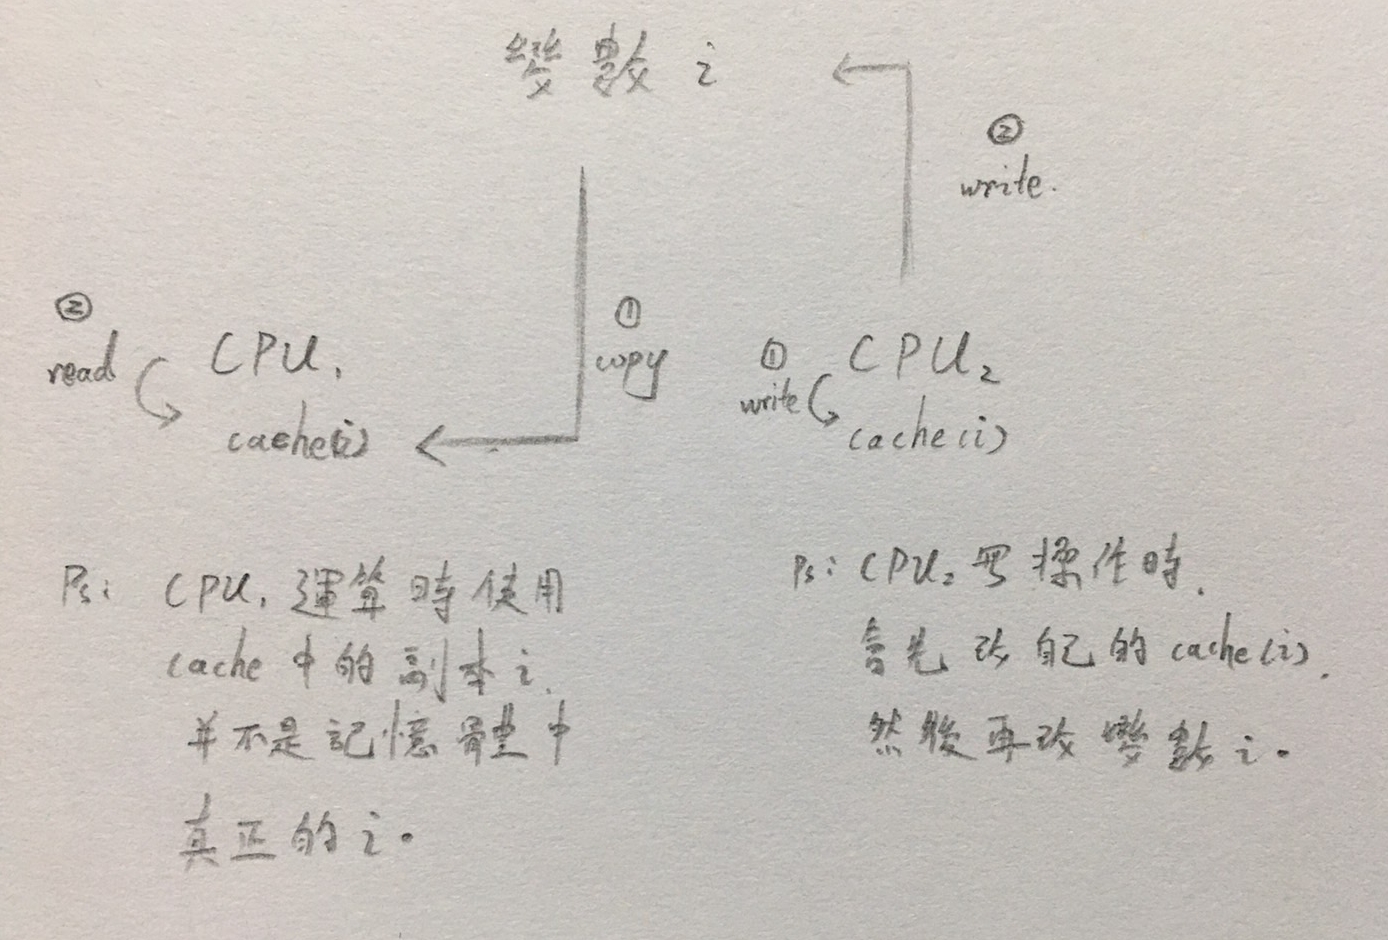 變數 i
②
write.
②
read
CPU₁
cache(i)
①
copy
①
write
CPU₂
cache(i)
Ps: CPU₁ 運算時使用
cache 中的副本 i.
并不是記憶體中
真正的 i。
Ps: CPU₂ 寫操作時.
會先改自己的 cache(i).
然後再改變數 i。